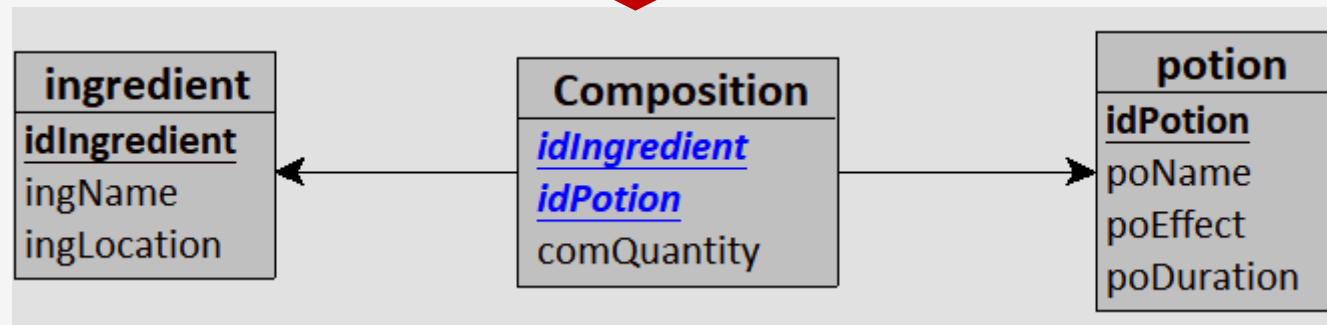 ingredient
idIngredient
ingName
ingLocation
Composition
idIngredient
idPotion
comQuantity
potion
idPotion
poName
poEffect
poDuration